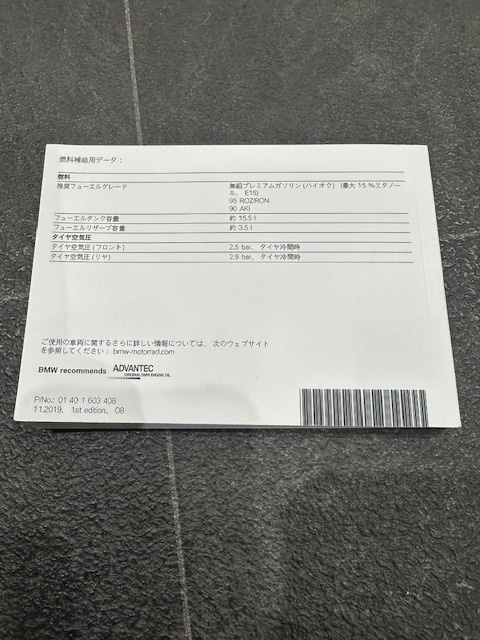 燃料補給用データ：
燃料
推奨フューエルグレード 無鉛プレミアムガソリン (ハイオク) (最大 15 %エタノー
ル、 E15)
95 ROZ/RON
90 AKI
フューエルタンク容量 約 15.5 l
フューエルリザーブ容量 約 3.5 l
タイヤ空気圧
タイヤ空気圧 (フロント) 2.5 bar、 タイヤ冷間時
タイヤ空気圧 (リヤ) 2.9 bar、 タイヤ冷間時
ご使用の車両に関するさらに詳しい情報については、 次のウェブサイト
を参照してください： bmw-motorrad.com
BMW recommends ADVANTEC
ORIGINAL BMW ENGINE OIL
P/No.: 01 40 1 603 408
11.2019、 1st edition、 08